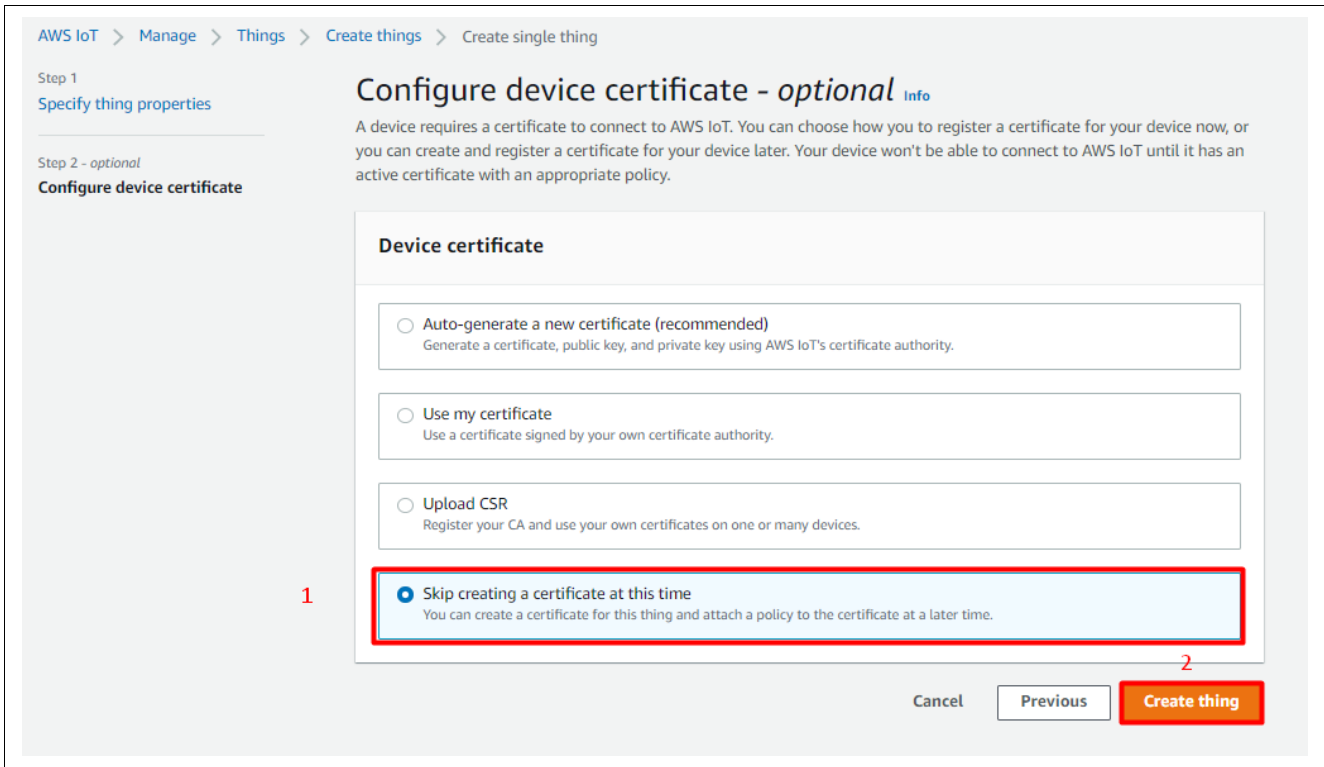 AWS IoT > Manage > Things > Create things > Create single thing
Step 1
Specify thing properties
Step 2 - optional
Configure device certificate
Configure device certificate - optional Info
A device requires a certificate to connect to AWS IoT. You can choose how you to register a certificate for your device now, or
you can create and register a certificate for your device later. Your device won't be able to connect to AWS IoT until it has an
active certificate with an appropriate policy.
Device certificate
Auto-generate a new certificate (recommended)
Generate a certificate, public key, and private key using AWS IoT's certificate authority.
Use my certificate
Use a certificate signed by your own certificate authority.
Upload CSR
Register your CA and use your own certificates on one or many devices.
1
Skip creating a certificate at this time
You can create a certificate for this thing and attach a policy to the certificate at a later time.
2
Cancel
Previous
Create thing